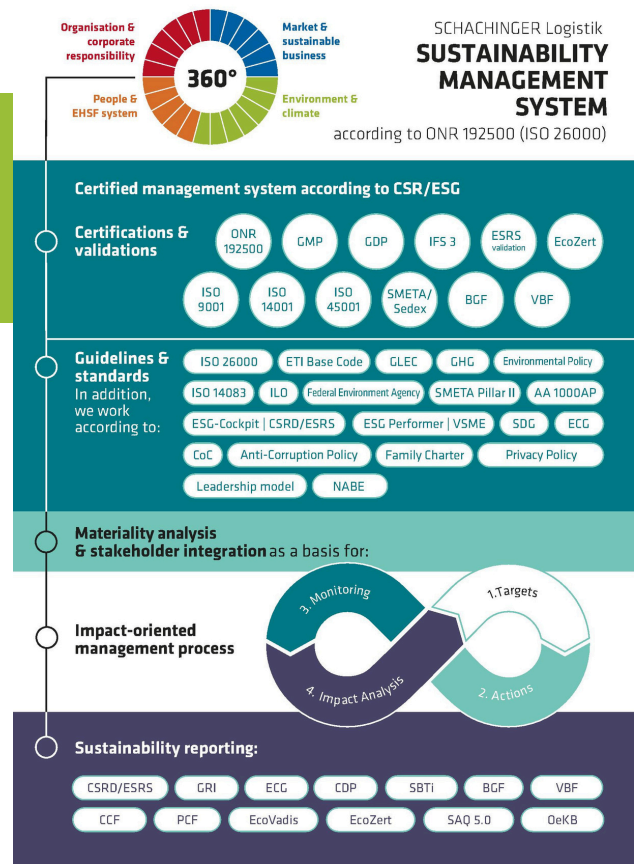 Organisation &
corporate
responsibility
Market &
sustainable
business
360°
People &
EHSF system
Environment &
climate
SCHACHINGER Logistik
SUSTAINABILITY
MANAGEMENT
SYSTEM
according to ONR 192500 (ISO 26000)
Certified management system according to CSR/ESG
Certifications &
validations
ONR
192500
GMP
GDP
IFS 3
ESRS
validation
EcoZert
ISO
9001
ISO
14001
ISO
45001
SMETA/
Sedex
BGF
VBF
Guidelines &
standards
In addition,
we work
according to:
ISO 26000
ETI Base Code
GLEC
GHG
Environmental Policy
ISO 14083
ILO
Federal Environment Agency
SMETA Pillar II
AA 1000AP
ESG-Cockpit | CSRD/ESRS
ESG Performer | VSME
SDG
ECG
CoC
Anti-Corruption Policy
Family Charter
Privacy Policy
Leadership model
NABE
Materiality analysis
& stakeholder integration as a basis for:
Impact-oriented
management process
3. Monitoring
1.Targets
4. Impact Analysis
2. Actions
Sustainability reporting:
CSRD/ESRS
GRI
ECG
CDP
SBTi
BGF
VBF
CCF
PCF
EcoVadis
EcoZert
SAQ 5.0
OeKB